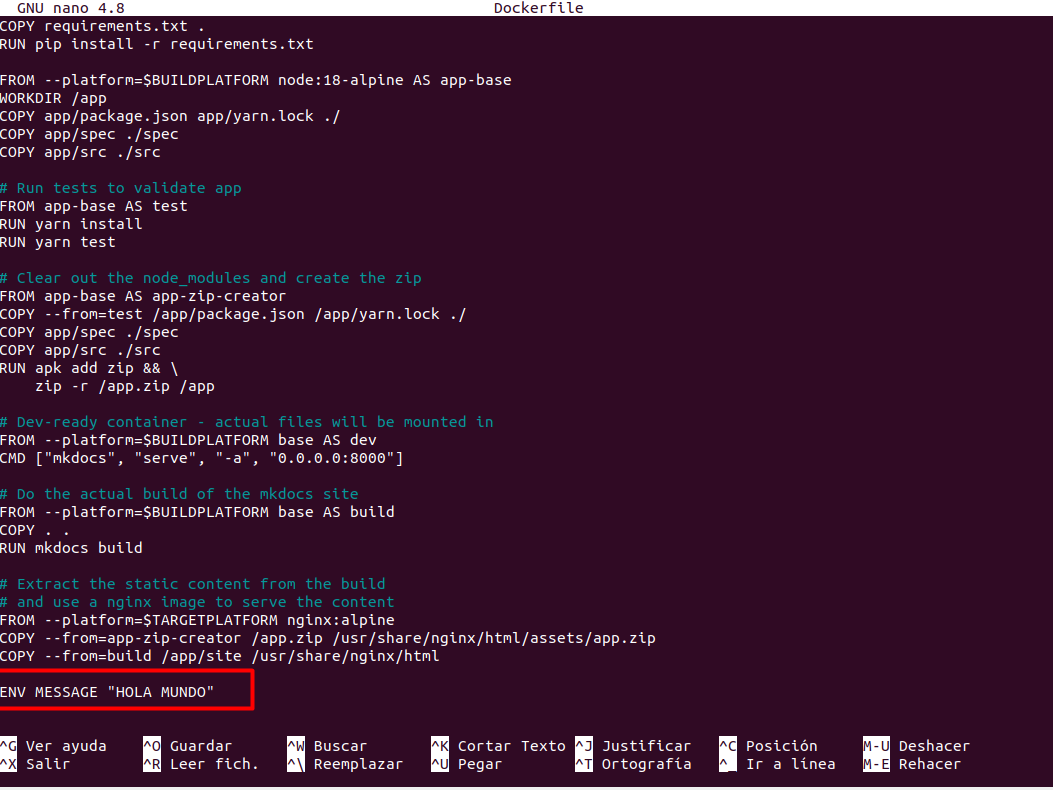 GNU nano 4.8 Dockerfile
COPY requirements.txt .
RUN pip install -r requirements.txt
FROM --platform=$BUILDPLATFORM node:18-alpine AS app-base
WORKDIR /app
COPY app/package.json app/yarn.lock ./
COPY app/spec ./spec
COPY app/src ./src
# Run tests to validate app
FROM app-base AS test
RUN yarn install
RUN yarn test
# Clear out the node_modules and create the zip
FROM app-base AS app-zip-creator
COPY --from=test /app/package.json /app/yarn.lock ./
COPY app/spec ./spec
COPY app/src ./src
RUN apk add zip && \
    zip -r /app.zip /app
# Dev-ready container - actual files will be mounted in
FROM --platform=$BUILDPLATFORM base AS dev
CMD ["mkdocs", "serve", "-a", "0.0.0.0:8000"]
# Do the actual build of the mkdocs site
FROM --platform=$BUILDPLATFORM base AS build
COPY . .
RUN mkdocs build
# Extract the static content from the build
# and use a nginx image to serve the content
FROM --platform=$TARGETPLATFORM nginx:alpine
COPY --from=app-zip-creator /app.zip /usr/share/nginx/html/assets/app.zip
COPY --from=build /app/site /usr/share/nginx/html
ENV MESSAGE "HOLA MUNDO"
^G Ver ayuda ^O Guardar ^W Buscar ^K Cortar Texto ^J Justificar ^C Posición M-U Deshacer
^X Salir ^R Leer fich. ^\ Reemplazar ^U Pegar ^T Ortografía ^_ Ir a línea M-E Rehacer